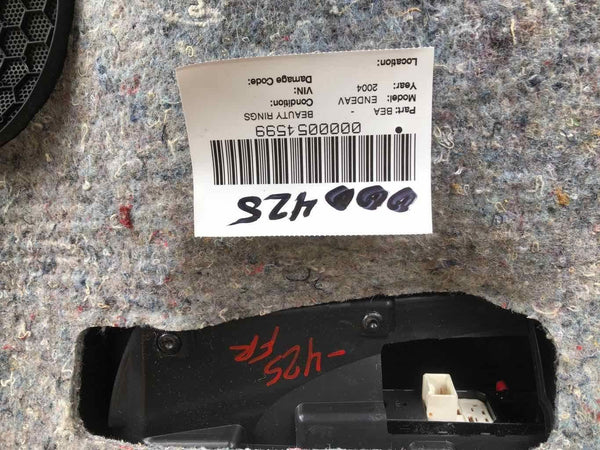 425
0000054599
Part: BEA - BEAUTY RINGS
Model: ENDEAV Condition:
Year: 2004 VIN:
Damage Code:
Location:
-425
FR